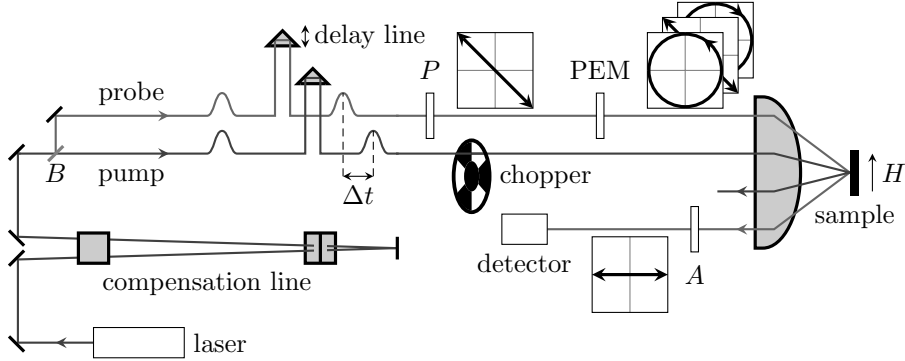 delay line
P
PEM
probe
B
pump
Δt
chopper
H
sample
detector
A
compensation line
laser